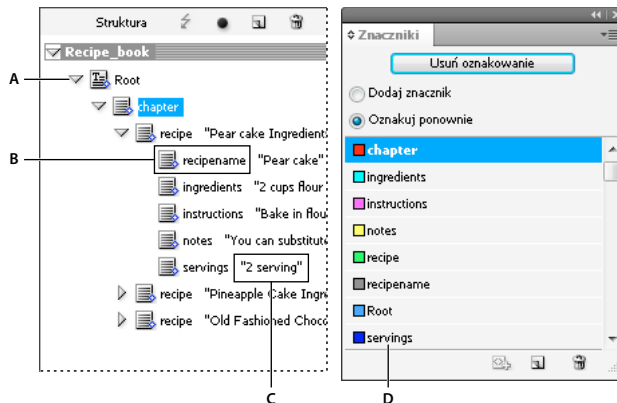 Struktura
Recipe_book
A
Root
chapter
recipe "Pear cake Ingredient
B
recipename "Pear cake"
ingredients "2 cups flour
instructions "Bake in flou
notes "You can substitut
servings "2 serving"
recipe "Pineapple Cake Ingr
recipe "Old Fashioned Choc
C
Znaczniki
Usuń oznakowanie
Dodaj znacznik
Oznakuj ponownie
chapter
ingredients
instructions
notes
recipe
recipename
Root
servings
D